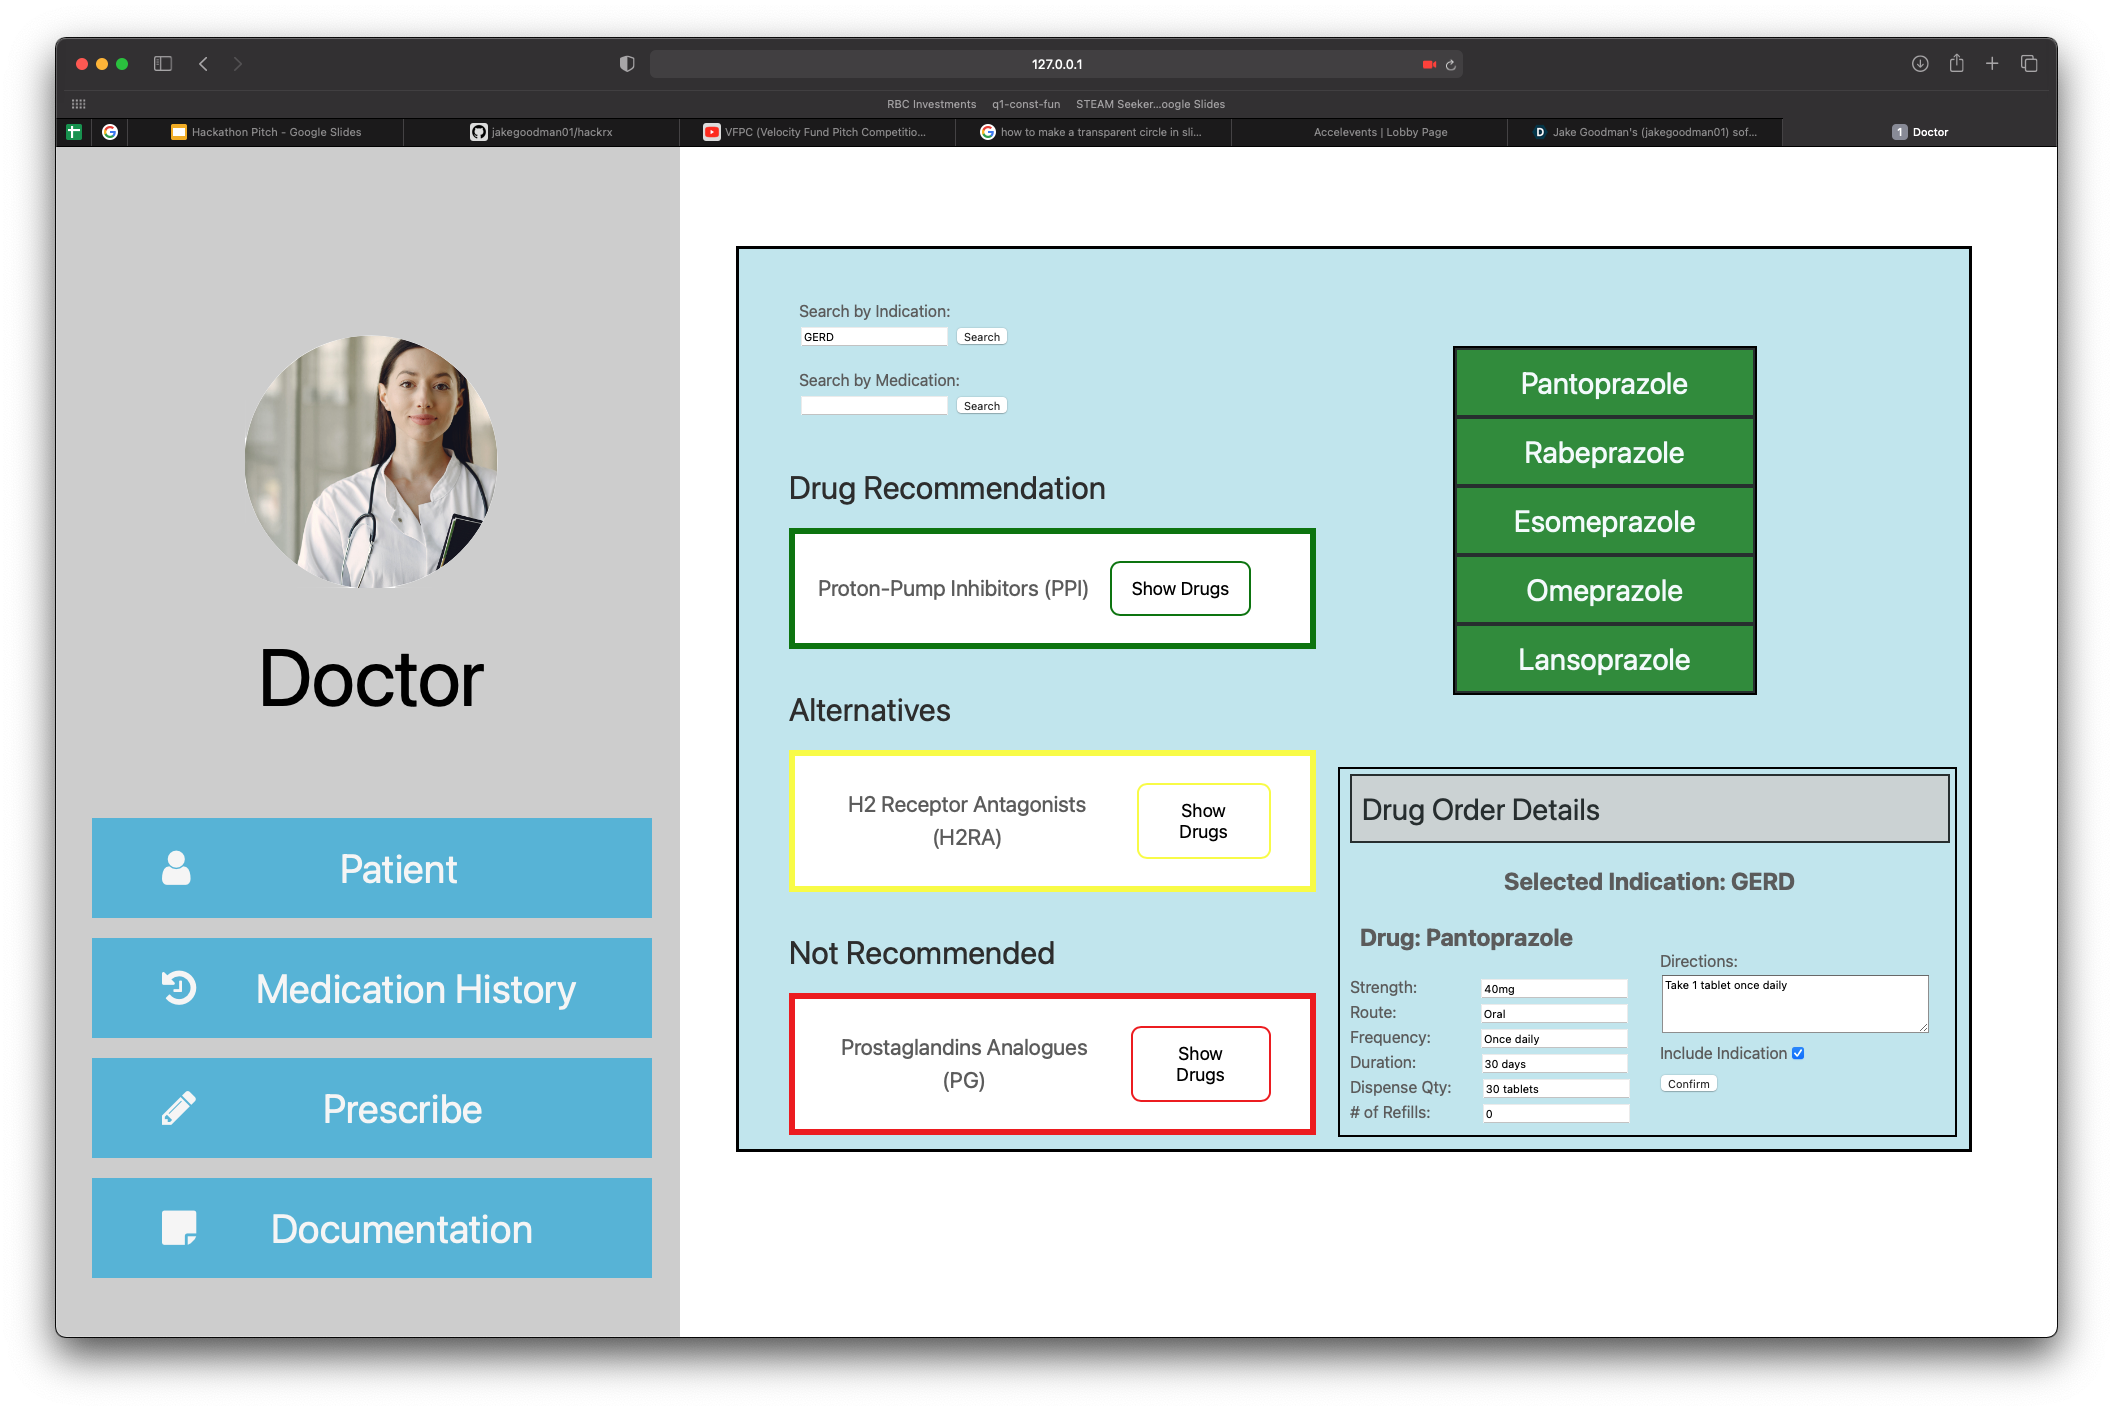 127.0.0.1
RBC Investments
q1-const-fun
STEAM Seeker...oogle Slides
Hackathon Pitch - Google Slides
jakegoodman01/hackrx
VFPC (Velocity Fund Pitch Competitio...
how to make a transparent circle in sli...
Accelevents | Lobby Page
D
Jake Goodman's (jakegoodman01) sof...
1
Doctor
Doctor
Patient
Medication History
Prescribe
Documentation
Search by Indication:
GERD
Search
Search by Medication:
Search
Drug Recommendation
Proton-Pump Inhibitors (PPI)
Show Drugs
Alternatives
H2 Receptor Antagonists
(H2RA)
Show
Drugs
Not Recommended
Prostaglandins Analogues
(PG)
Show
Drugs
Pantoprazole
Rabeprazole
Esomeprazole
Omeprazole
Lansoprazole
Drug Order Details
Selected Indication: GERD
Drug: Pantoprazole
Strength:
40mg
Route:
Oral
Frequency:
Once daily
Duration:
30 days
Dispense Qty:
30 tablets
# of Refills:
0
Directions:
Take 1 tablet once daily
Include Indication
Confirm